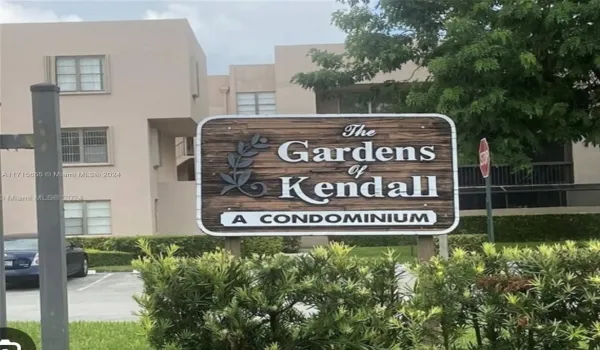 The
Gardens
Of
Kendall
A CONDOMINIUM